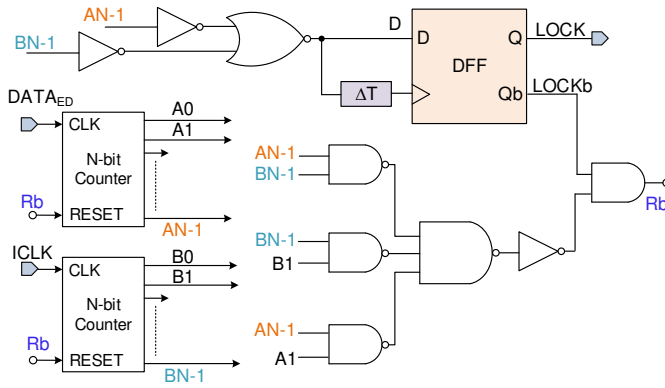 AN-1
BN-1
D
D
Q
LOCK
DFF
ΔT
Qb
LOCKb
DATAED
CLK
A0
A1
N-bit
Counter
Rb
RESET
AN-1
AN-1
BN-1
Rb
ICLK
CLK
B0
B1
N-bit
Counter
Rb
RESET
BN-1
BN-1
B1
AN-1
A1